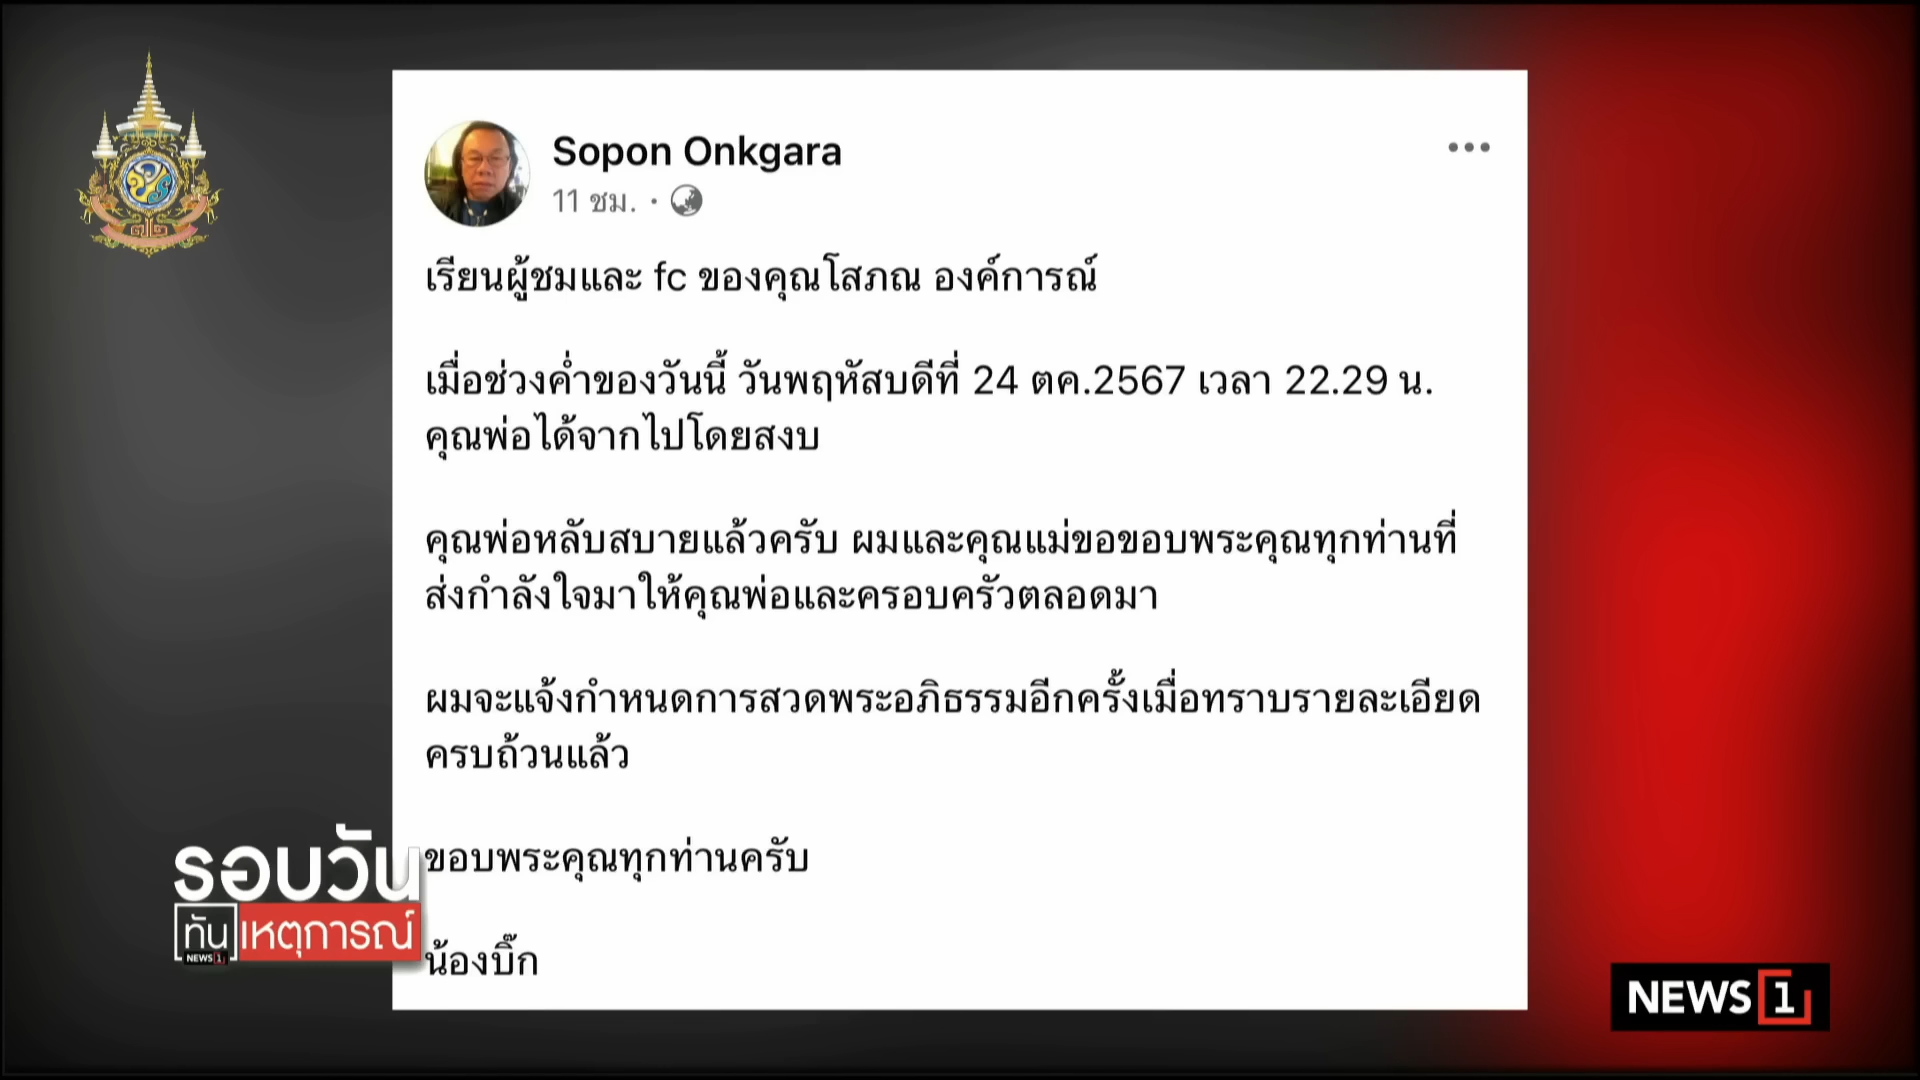 Sopon Onkgara
11 ชม. ·
เรียนผู้ชมและ fc ของคุณโสภณ องค์การณ์
เมื่อช่วงค่ำของวันนี้ วันพฤหัสบดีที่ 24 ตค.2567 เวลา 22.29 น.
คุณพ่อได้จากไปโดยสงบ
คุณพ่อหลับสบายแล้วครับ ผมและคุณแม่ขอขอบพระคุณทุกท่านที่
ส่งกำลังใจมาให้คุณพ่อและครอบครัวตลอดมา
ผมจะแจ้งกำหนดการสวดพระอภิธรรมอีกครั้งเมื่อทราบรายละเอียด
ครบถ้วนแล้ว
ขอบพระคุณทุกท่านครับ
น้องบิ๊ก
รอบวัน
ทันเหตุการณ์
NEWS 1
NEWS 1